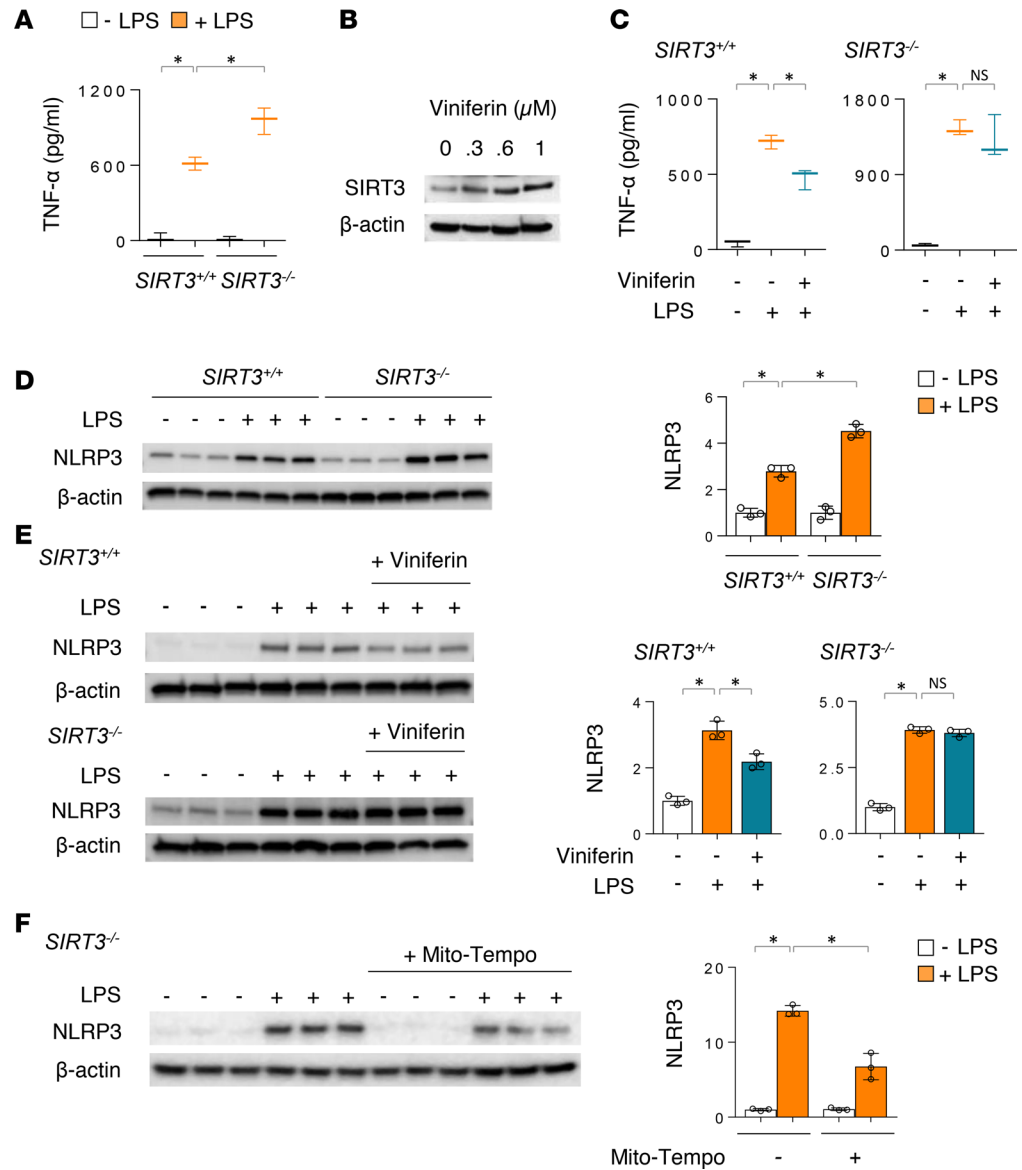 A
- LPS + LPS
* *
TNF-α (pg/ml)
1200
600
0
SIRT3+/+ SIRT3-/-
B
Viniferin (µM)
0 .3 .6 1
SIRT3
β-actin
C
SIRT3+/+ SIRT3-/-
* * * NS
TNF-α (pg/ml)
1000 1800
500 900
0 0
Viniferin - - + - - +
LPS - + + - + +
D
SIRT3+/+ SIRT3-/-
LPS - - - + + + - - - + + +
NLRP3
β-actin
- LPS
+ LPS
* *
NLRP3
6
4
2
0
SIRT3+/+ SIRT3-/-
E
SIRT3+/+ + Viniferin
LPS - - - + + + + + +
NLRP3
β-actin
SIRT3-/- + Viniferin
LPS - - - + + + + + +
NLRP3
β-actin
SIRT3+/+ SIRT3-/-
* * * NS
NLRP3
4 5.0
2 2.5
0 0.0
Viniferin - - + - - +
LPS - + + - + +
F
SIRT3-/-
+ Mito-Tempo
LPS - - - + + + - - - + + +
NLRP3
β-actin
- LPS
+ LPS
* *
NLRP3
20
10
0
Mito-Tempo - +